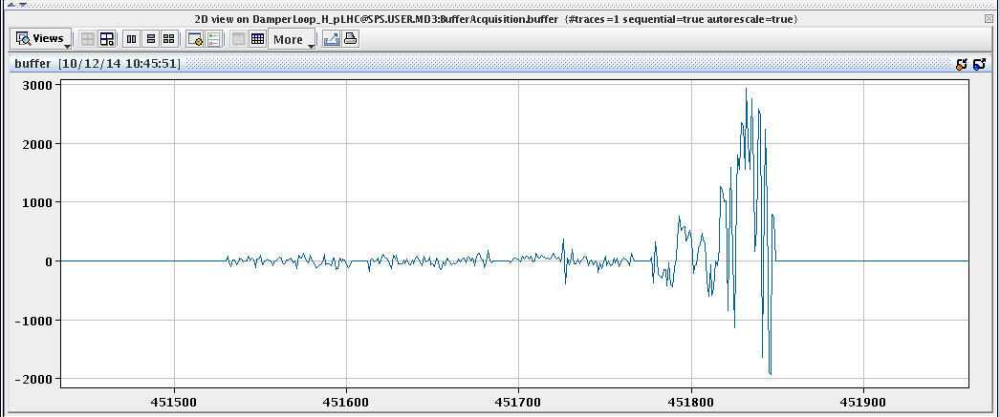 2D view on DamperLoop_H_pLHC@SPS.USER.MD3:BufferAcquisition.buffer {#traces=1 sequential=true autorescale=true}
Views More
buffer [10/12/14 10:45:51]
3000
2000
1000
0
-1000
-2000
451500 451600 451700 451800 451900